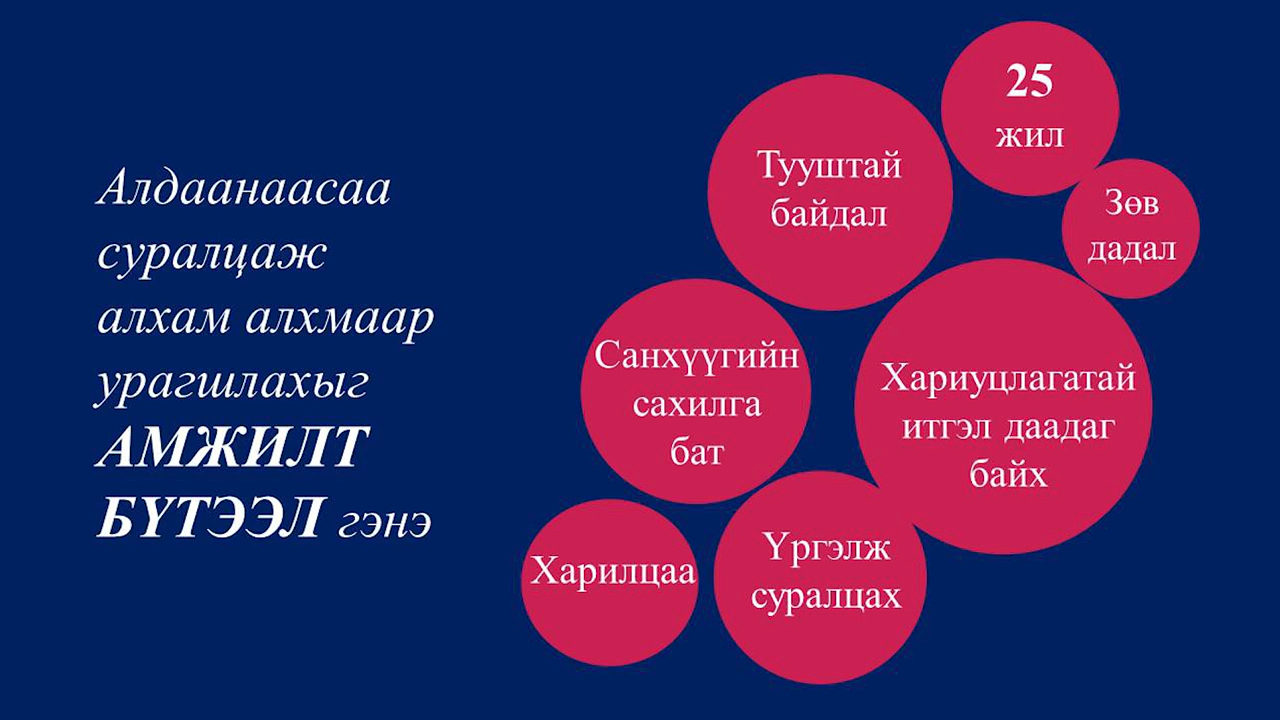 Алдаанаасаа
суралцаж
алхам алхмаар
урагшлахыг
АМЖИЛТ
БҮТЭЭЛ гэнэ
25
жил
Тууштай
байдал
Зөв
дадал
Санхүүгийн
сахилга
бат
Хариуцлагатай
итгэл даадаг
байх
Харилцаа
Үргэлж
суралцах